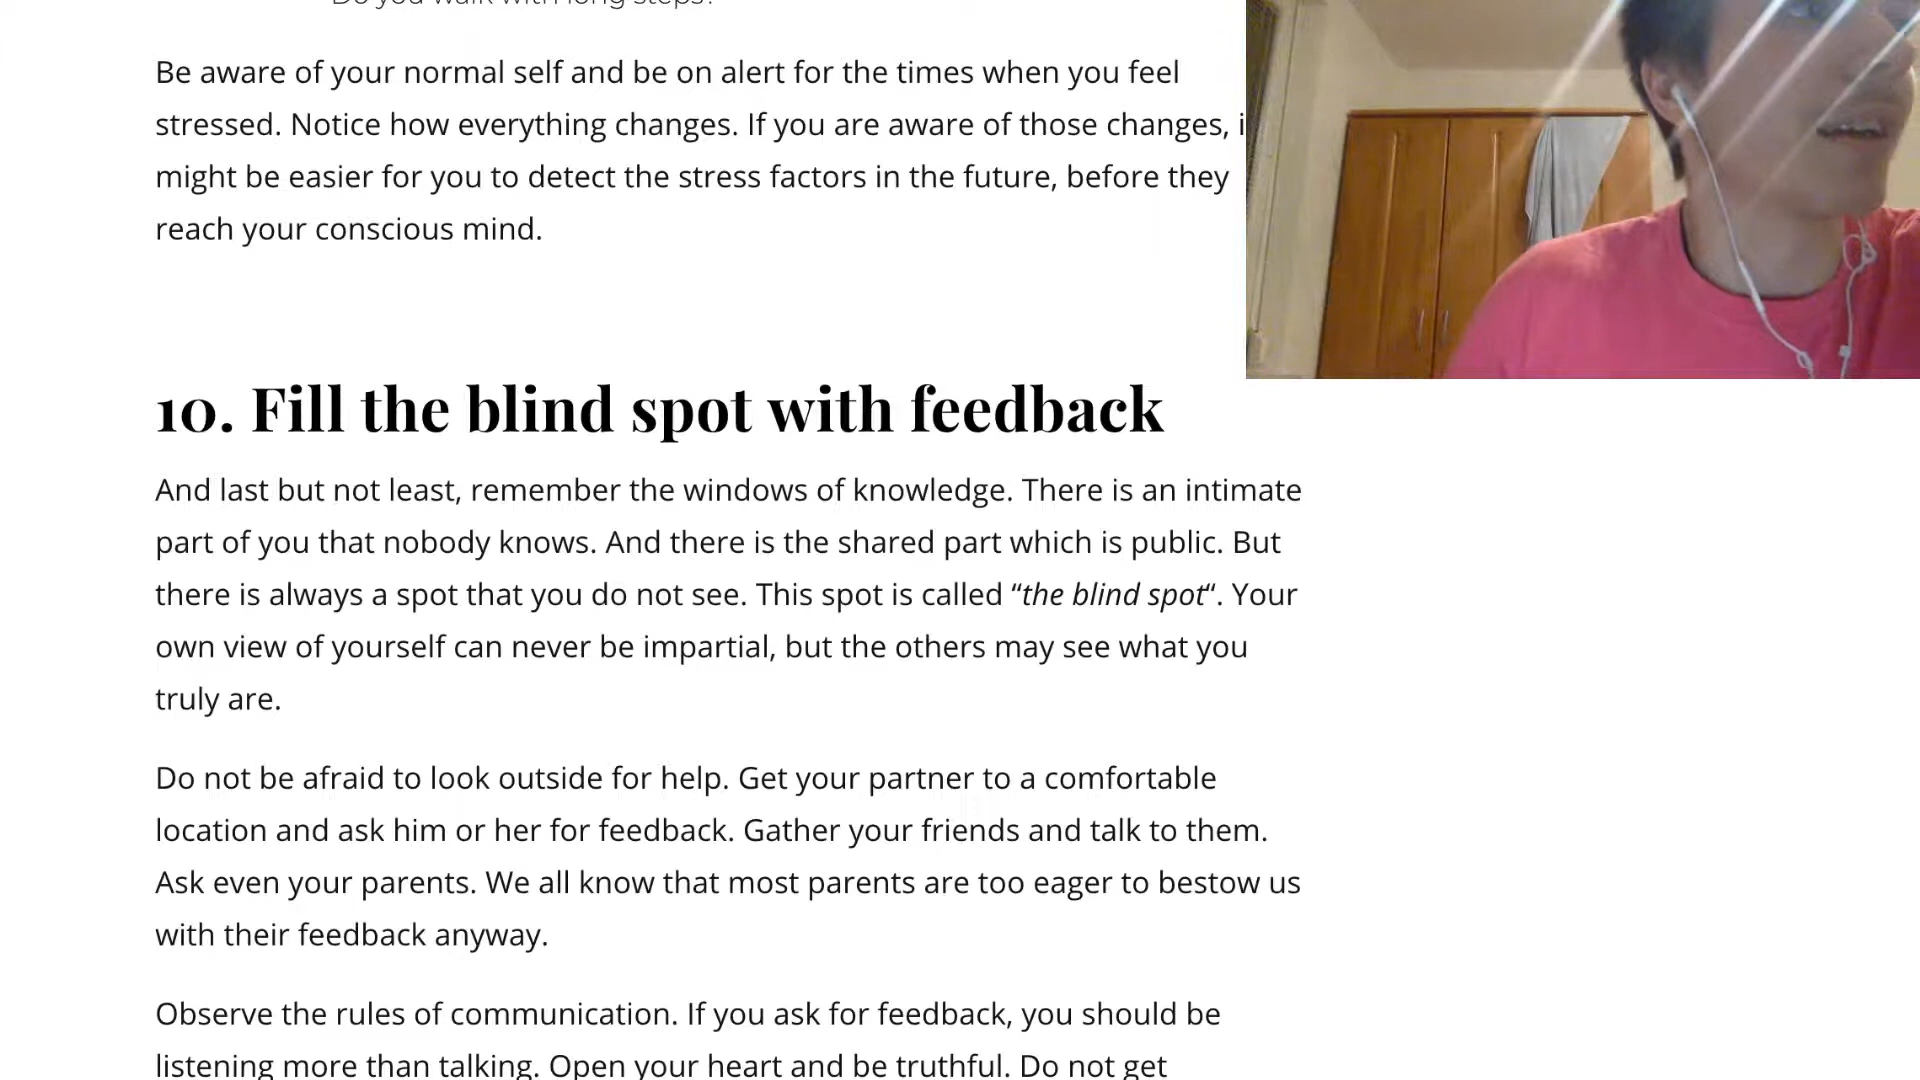 Do you walk with long steps?
Be aware of your normal self and be on alert for the times when you feel
stressed. Notice how everything changes. If you are aware of those changes,
might be easier for you to detect the stress factors in the future, before they
reach your conscious mind.
10. Fill the blind spot with feedback
And last but not least, remember the windows of knowledge. There is an intimate
part of you that nobody knows. And there is the shared part which is public. But
there is always a spot that you do not see. This spot is called “the blind spot“. Your
own view of yourself can never be impartial, but the others may see what you
truly are.
Do not be afraid to look outside for help. Get your partner to a comfortable
location and ask him or her for feedback. Gather your friends and talk to them.
Ask even your parents. We all know that most parents are too eager to bestow us
with their feedback anyway.
Observe the rules of communication. If you ask for feedback, you should be
listening more than talking. Open your heart and be truthful. Do not get